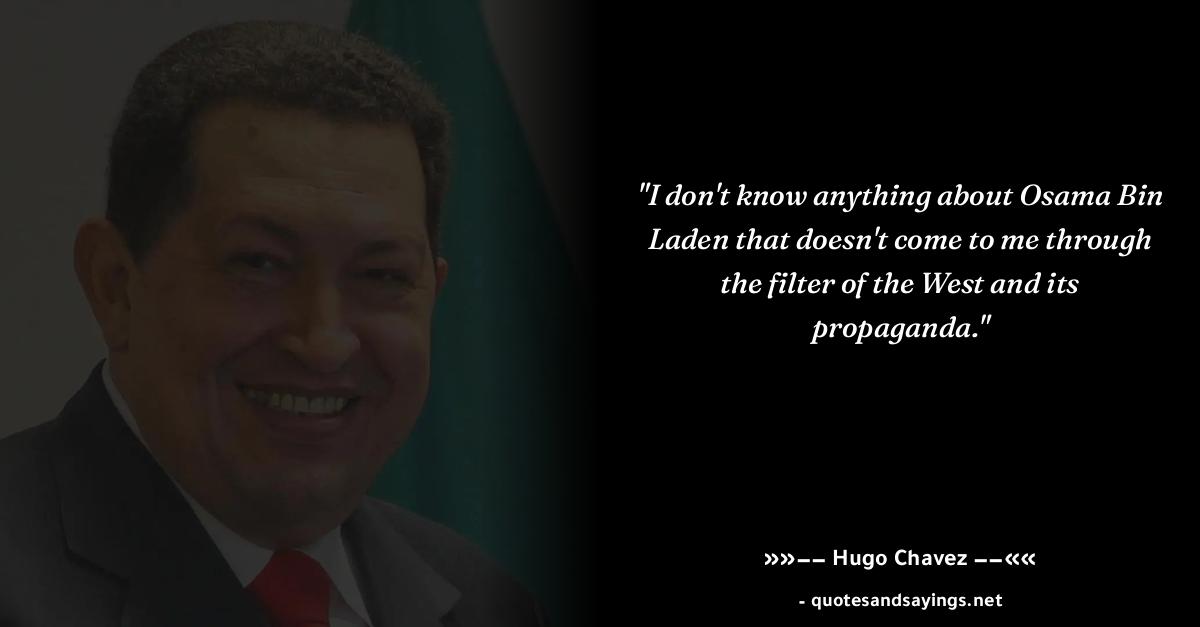 "I don't know anything about Osama Bin
Laden that doesn't come to me through
the filter of the West and its
propaganda."
»»–– Hugo Chavez ––««
- quotesandsayings.net